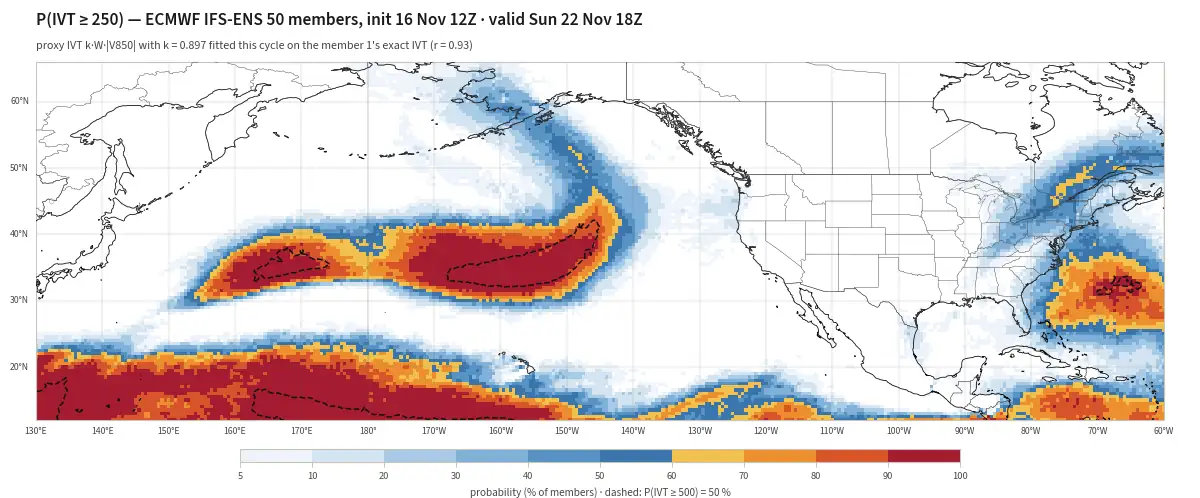 P(IVT ≥ 250) — ECMWF IFS-ENS 50 members, init 16 Nov 12Z · valid Sun 22 Nov 18Z
proxy IVT k·W·|V850| with k = 0.897 fitted this cycle on the member 1's exact IVT (r = 0.93)
60°N
50°N
40°N
30°N
20°N
130°E 140°E 150°E 160°E 170°E 180° 170°W 160°W 150°W 140°W 130°W 120°W 110°W 100°W 90°W 80°W 70°W 60°W
5 10 20 30 40 50 60 70 80 90 100
probability (% of members) · dashed: P(IVT ≥ 500) = 50 %